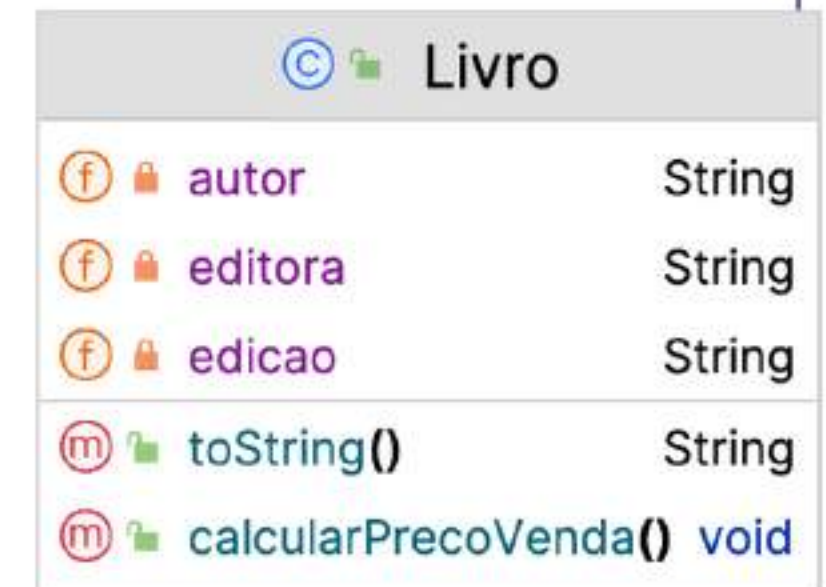 C Livro
f autor String
f editora String
f edicao String
m toString() String
m calcularPrecoVenda() void